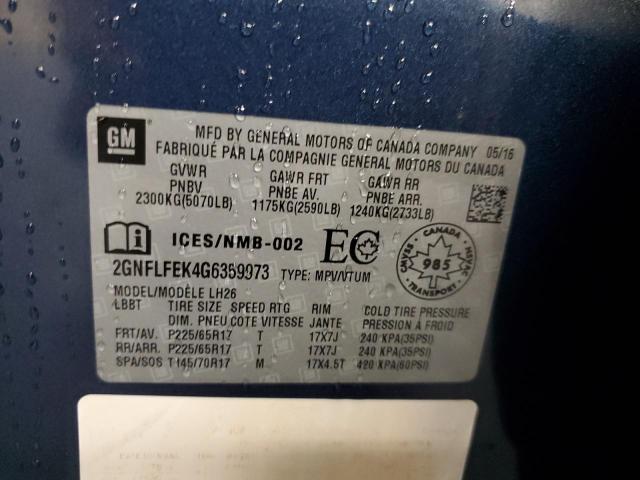 GM
MFD BY GENERAL MOTORS OF CANADA COMPANY 05/16
FABRIQUÉ PAR LA COMPAGNIE GENERAL MOTORS DU CANADA
GVWR GAWR FRT GAWR RR
PNBV PNBE AV. PNBE ARR.
2300KG(5070LB) 1175KG(2590LB) 1240KG(2733LB)
ICES/NMB-002 EC
CANADA
CMVSS 985 NSVAC
TRANSPORT
2GNFLFEK4G6359973 TYPE: MPV/VTUM
MODEL/MODÈLE LH26
LBBT TIRE SIZE SPEED RTG RIM COLD TIRE PRESSURE
DIM. PNEU COTE VITESSE JANTE PRESSION À FROID
FRT/AV. P225/65R17 T 17X7J 240 KPA(35PSI)
RR/ARR. P225/65R17 T 17X7J 240 KPA(35PSI)
SPA/SOS T145/70R17 M 17X4.5T 420 KPA(60PSI)